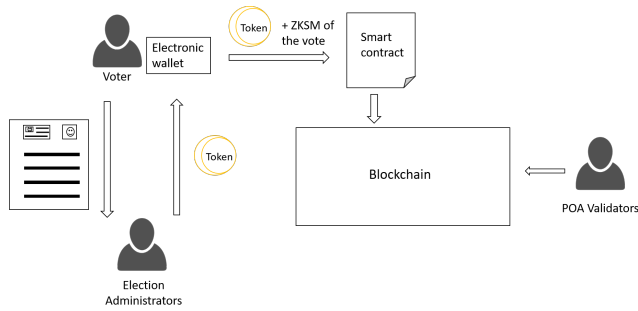 Token
+ ZKSM of
the vote
Smart
contract
Electronic
wallet
Voter
Token
Blockchain
POA Validators
Election
Administrators